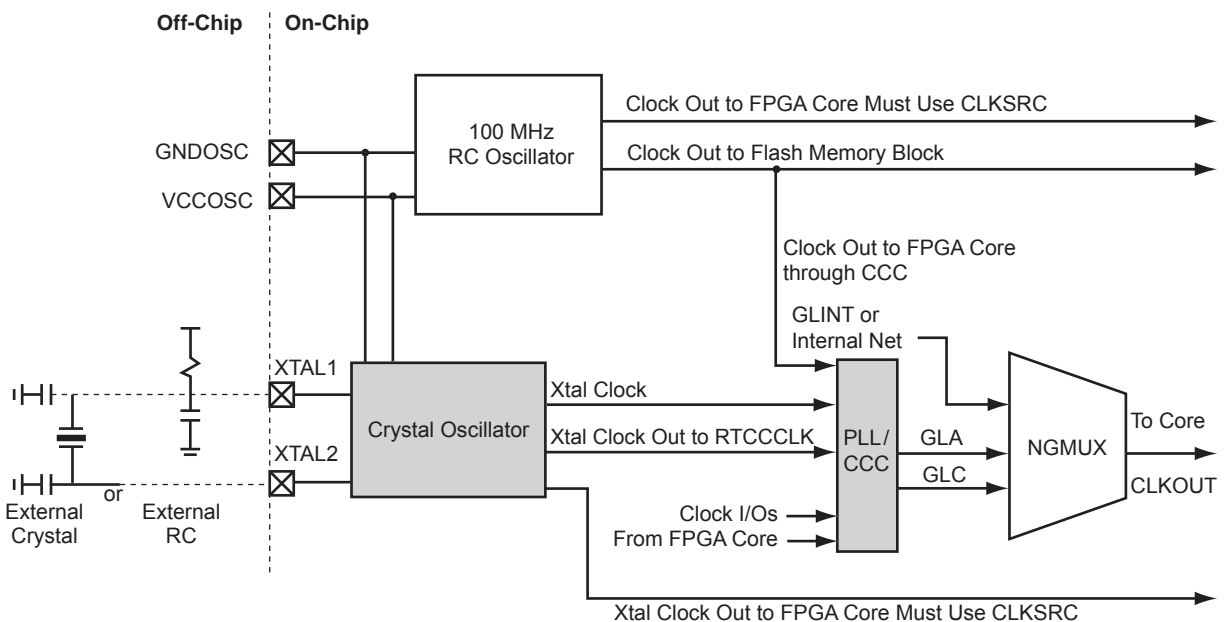 Off-Chip
On-Chip
Clock Out to FPGA Core Must Use CLKSRC
100 MHz
RC Oscillator
GNDOSC
Clock Out to Flash Memory Block
VCCOSC
Clock Out to FPGA Core
through CCC
GLINT or
Internal Net
XTAL1
Xtal Clock
To Core
Crystal Oscillator
Xtal Clock Out to RTCCCLK
PLL/
CCC
GLA
NGMUX
XTAL2
GLC
CLKOUT
or
External
Crystal
External
RC
Clock I/Os
From FPGA Core
Xtal Clock Out to FPGA Core Must Use CLKSRC